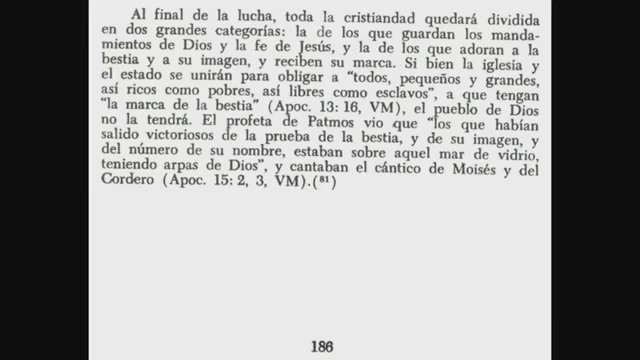 Al final de la lucha, toda la cristiandad quedará dividida
en dos grandes categorías: la de los que guardan los manda-
mientos de Dios y la fe de Jesús, y la de los que adoran a la
bestia y a su imagen, y reciben su marca. Si bien la iglesia y
el estado se unirán para obligar a “todos, pequeños y grandes,
así ricos como pobres, así libres como esclavos”, a que tengan
“la marca de la bestia” (Apoc. 13: 16, VM), el pueblo de Dios
no la tendrá. El profeta de Patmos vio que “los que habían
salido victoriosos de la prueba de la bestia, y de su imagen, y
del número de su nombre, estaban sobre aquel mar de vidrio,
teniendo arpas de Dios”, y cantaban el cántico de Moisés y del
Cordero (Apoc. 15: 2, 3, VM).(⁸¹)
186